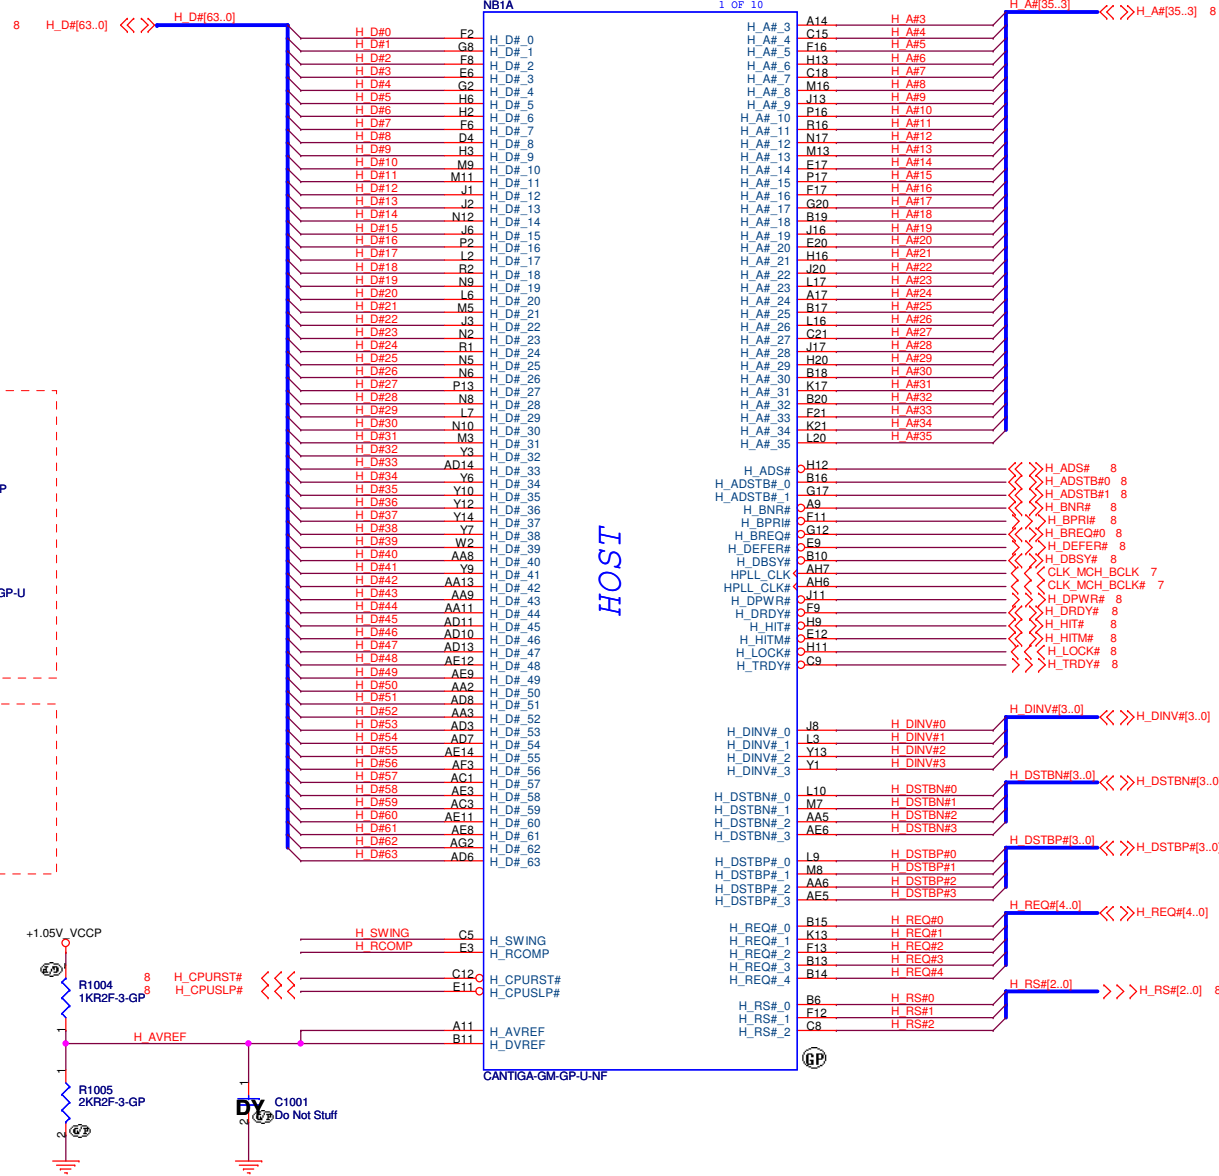 NB1A
1 OF 10
8 H_D#[63..0]
H_A#[35..3]
H_A#[35..3] 8
H_D#0 F2 H_D#_0
H_D#1 G8 H_D#_1
H_D#2 F8 H_D#_2
H_D#3 E6 H_D#_3
H_D#4 G2 H_D#_4
H_D#5 H6 H_D#_5
H_D#6 H2 H_D#_6
H_D#7 F6 H_D#_7
H_D#8 D4 H_D#_8
H_D#9 H3 H_D#_9
H_D#10 M9 H_D#_10
H_D#11 M11 H_D#_11
H_D#12 J1 H_D#_12
H_D#13 J2 H_D#_13
H_D#14 N12 H_D#_14
H_D#15 J6 H_D#_15
H_D#16 P2 H_D#_16
H_D#17 L2 H_D#_17
H_D#18 R2 H_D#_18
H_D#19 N9 H_D#_19
H_D#20 L6 H_D#_20
H_D#21 M5 H_D#_21
H_D#22 J3 H_D#_22
H_D#23 N2 H_D#_23
H_D#24 R1 H_D#_24
H_D#25 N5 H_D#_25
H_D#26 N6 H_D#_26
H_D#27 P13 H_D#_27
H_D#28 N8 H_D#_28
H_D#29 L7 H_D#_29
H_D#30 N10 H_D#_30
H_D#31 M3 H_D#_31
H_D#32 Y3 H_D#_32
H_D#33 AD14 H_D#_33
H_D#34 Y6 H_D#_34
H_D#35 Y10 H_D#_35
H_D#36 Y12 H_D#_36
H_D#37 Y14 H_D#_37
H_D#38 Y7 H_D#_38
H_D#39 W2 H_D#_39
H_D#40 AA8 H_D#_40
H_D#41 Y9 H_D#_41
H_D#42 AA13 H_D#_42
H_D#43 AA9 H_D#_43
H_D#44 AA11 H_D#_44
H_D#45 AD11 H_D#_45
H_D#46 AD10 H_D#_46
H_D#47 AD13 H_D#_47
H_D#48 AE12 H_D#_48
H_D#49 AE9 H_D#_49
H_D#50 AA2 H_D#_50
H_D#51 AD8 H_D#_51
H_D#52 AA3 H_D#_52
H_D#53 AD3 H_D#_53
H_D#54 AD7 H_D#_54
H_D#55 AE14 H_D#_55
H_D#56 AF3 H_D#_56
H_D#57 AC1 H_D#_57
H_D#58 AE3 H_D#_58
H_D#59 AC3 H_D#_59
H_D#60 AE11 H_D#_60
H_D#61 AE8 H_D#_61
H_D#62 AG2 H_D#_62
H_D#63 AD6 H_D#_63
H_SWING C5 H_SWING
H_RCOMP E3 H_RCOMP
8 H_CPURST# C12 H_CPURST#
8 H_CPUSLP# E11 H_CPUSLP#
A11 H_AVREF
H_AVREF B11 H_DVREF
HOST
H_A#_3 A14 H_A#3
H_A#_4 C15 H_A#4
H_A#_5 F16 H_A#5
H_A#_6 H13 H_A#6
H_A#_7 C18 H_A#7
H_A#_8 M16 H_A#8
H_A#_9 J13 H_A#9
H_A#_10 P16 H_A#10
H_A#_11 R16 H_A#11
H_A#_12 N17 H_A#12
H_A#_13 M13 H_A#13
H_A#_14 E17 H_A#14
H_A#_15 P17 H_A#15
H_A#_16 F17 H_A#16
H_A#_17 G20 H_A#17
H_A#_18 B19 H_A#18
H_A#_19 J16 H_A#19
H_A#_20 E20 H_A#20
H_A#_21 H16 H_A#21
H_A#_22 J20 H_A#22
H_A#_23 L17 H_A#23
H_A#_24 A17 H_A#24
H_A#_25 B17 H_A#25
H_A#_26 L16 H_A#26
H_A#_27 C21 H_A#27
H_A#_28 J17 H_A#28
H_A#_29 H20 H_A#29
H_A#_30 B18 H_A#30
H_A#_31 K17 H_A#31
H_A#_32 B20 H_A#32
H_A#_33 F21 H_A#33
H_A#_34 K21 H_A#34
H_A#_35 L20 H_A#35
H_ADS# H12 H_ADS# 8
H_ADSTB#_0 B16 H_ADSTB#0 8
H_ADSTB#_1 G17 H_ADSTB#1 8
H_BNR# A9 H_BNR# 8
H_BPRI# F11 H_BPRI# 8
H_BREQ# G12 H_BREQ#0 8
H_DEFER# E9 H_DEFER# 8
H_DBSY# B10 H_DBSY# 8
HPLL_CLK AH7 CLK_MCH_BCLK 7
HPLL_CLK# AH6 CLK_MCH_BCLK# 7
H_DPWR# J11 H_DPWR# 8
H_DRDY# F9 H_DRDY# 8
H_HIT# H9 H_HIT# 8
H_HITM# E12 H_HITM# 8
H_LOCK# H11 H_LOCK# 8
H_TRDY# C9 H_TRDY# 8
H_DINV#[3..0] H_DINV#[3..0]
H_DINV#_0 J8 H_DINV#0
H_DINV#_1 L3 H_DINV#1
H_DINV#_2 Y13 H_DINV#2
H_DINV#_3 Y1 H_DINV#3
H_DSTBN#[3..0] H_DSTBN#[3..0
H_DSTBN#_0 L10 H_DSTBN#0
H_DSTBN#_1 M7 H_DSTBN#1
H_DSTBN#_2 AA5 H_DSTBN#2
H_DSTBN#_3 AE6 H_DSTBN#3
H_DSTBP#[3..0] H_DSTBP#[3..0]
H_DSTBP#_0 L9 H_DSTBP#0
H_DSTBP#_1 M8 H_DSTBP#1
H_DSTBP#_2 AA6 H_DSTBP#2
H_DSTBP#_3 AE5 H_DSTBP#3
H_REQ#[4..0] H_REQ#[4..0]
H_REQ#_0 B15 H_REQ#0
H_REQ#_1 K13 H_REQ#1
H_REQ#_2 F13 H_REQ#2
H_REQ#_3 B13 H_REQ#3
H_REQ#_4 B14 H_REQ#4
H_RS#[2..0] H_RS#[2..0] 8
H_RS#_0 B6 H_RS#0
H_RS#_1 F12 H_RS#1
H_RS#_2 C8 H_RS#2
GP
CANTIGA-GM-GP-U-NF
P
GP-U
+1.05V_VCCP
R1004
1KR2F-3-GP
1
1
R1005
2KR2F-3-GP
2
1
DY
C1001
Do Not Stuff
2